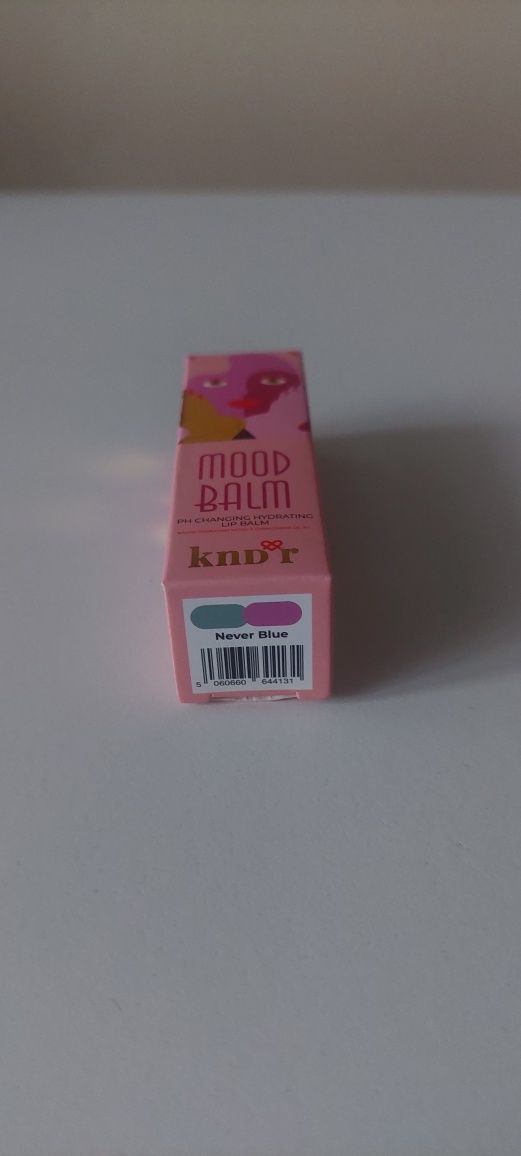 MOOD
BALM
PH CHANGING HYDRATING
LIP BALM
knd r
Never Blue
5 060660 644131